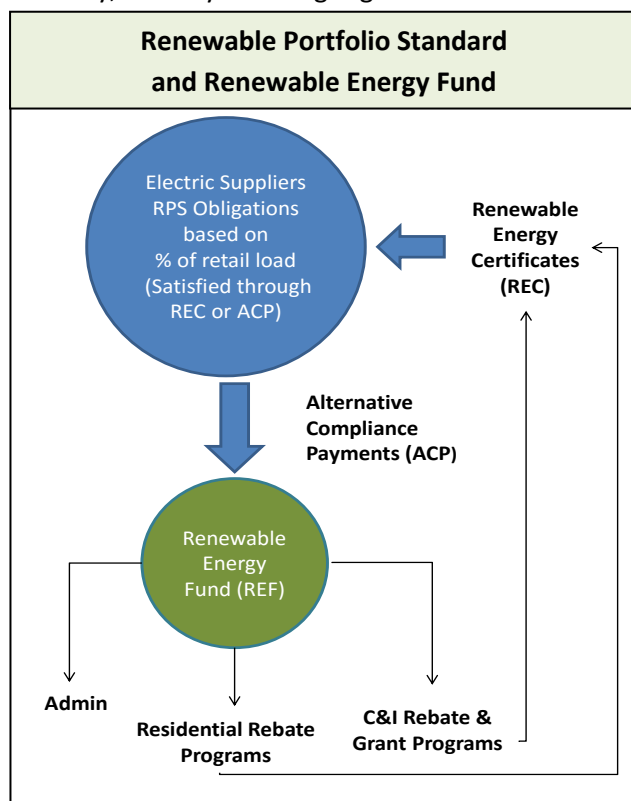 Renewable Portfolio Standard
and Renewable Energy Fund
Electric Suppliers
RPS Obligations
based on
% of retail load
(Satisfied through
REC or ACP)
Renewable
Energy
Certificates
(REC)
Alternative
Compliance
Payments (ACP)
Renewable
Energy
Fund (REF)
Admin
Residential Rebate
Programs
C&I Rebate &
Grant Programs